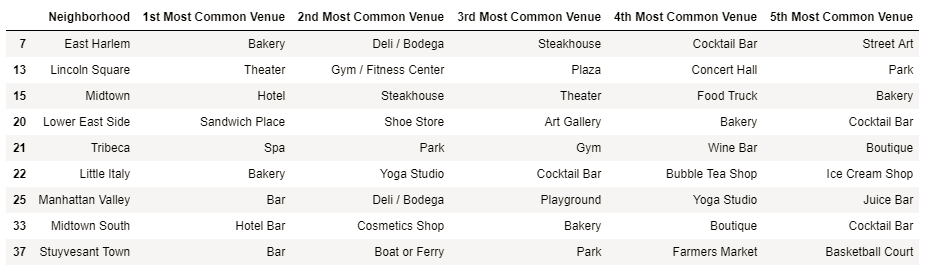 Neighborhood 1st Most Common Venue 2nd Most Common Venue 3rd Most Common Venue 4th Most Common Venue 5th Most Common Venue
7 East Harlem Bakery Deli / Bodega Steakhouse Cocktail Bar Street Art
13 Lincoln Square Theater Gym / Fitness Center Plaza Concert Hall Park
15 Midtown Hotel Steakhouse Theater Food Truck Bakery
20 Lower East Side Sandwich Place Shoe Store Art Gallery Bakery Cocktail Bar
21 Tribeca Spa Park Gym Wine Bar Boutique
22 Little Italy Bakery Yoga Studio Cocktail Bar Bubble Tea Shop Ice Cream Shop
25 Manhattan Valley Bar Deli / Bodega Playground Yoga Studio Juice Bar
33 Midtown South Hotel Bar Cosmetics Shop Bakery Boutique Cocktail Bar
37 Stuyvesant Town Bar Boat or Ferry Park Farmers Market Basketball Court